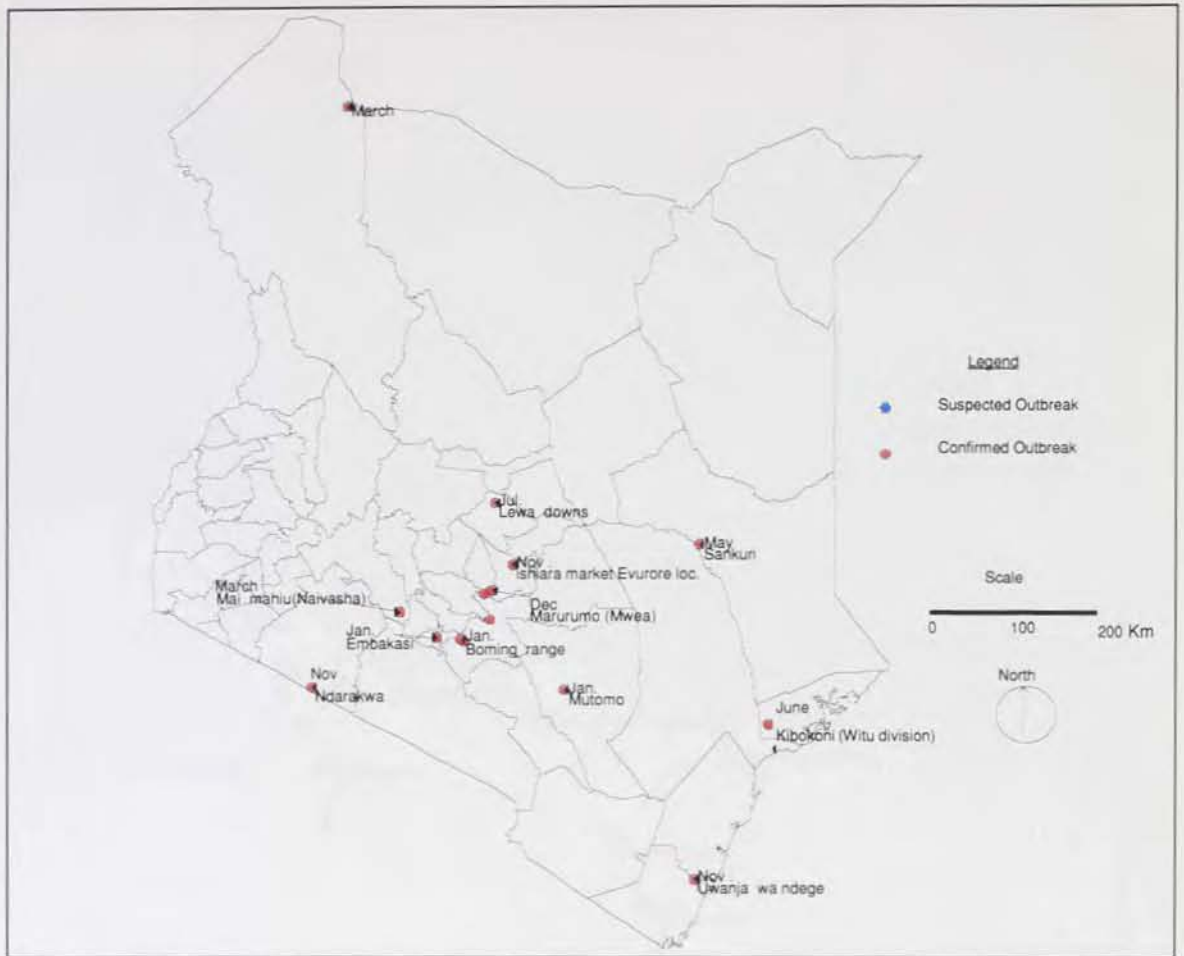 March
Legend
Suspected Outbreak
Confirmed Outbreak
Jul.
Lewa downs
May
Sankuri
Nov
Ishiara market Evurore loc.
Scale
0 100 200 Km
March
Mai mahiu(Naivasha)
Dec
Marurumo (Mwea)
Jan.
Embakasi
Jan.
Boming range
North
Nov
Ndarakwa
Jan.
Mutomo
June
Kibokoni (Witu division)
Nov
Uwanja wa ndege